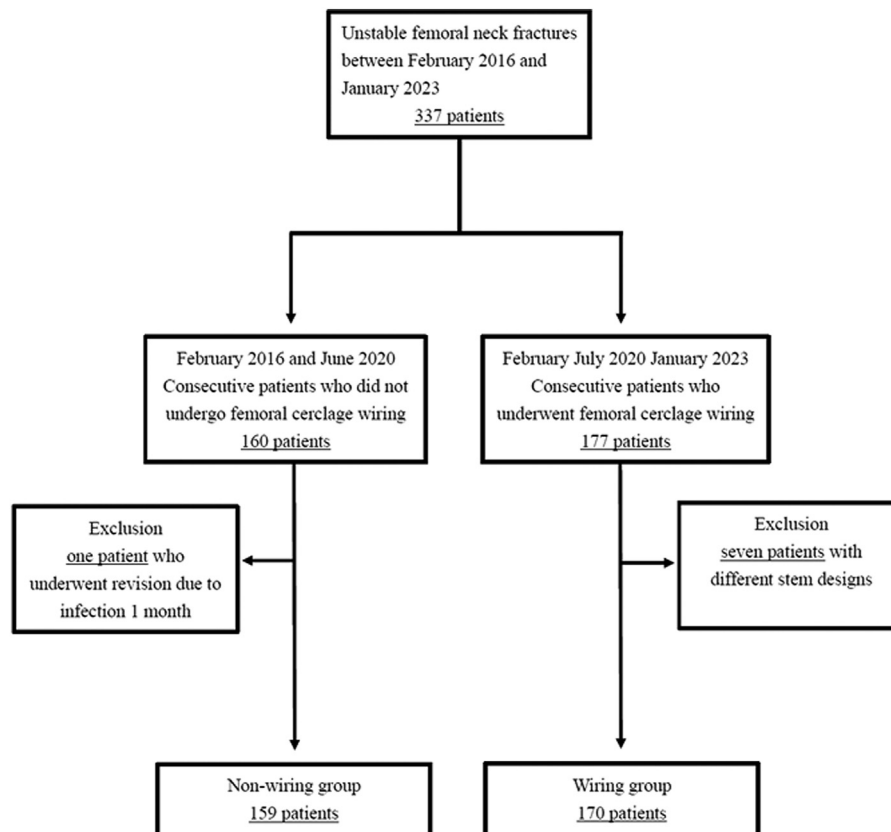 Unstable femoral neck fractures
between February 2016 and
January 2023
337 patients
February 2016 and June 2020
Consecutive patients who did not
undergo femoral cerclage wiring
160 patients
February July 2020 January 2023
Consecutive patients who
underwent femoral cerclage wiring
177 patients
Exclusion
one patient who
underwent revision due to
infection 1 month
Exclusion
seven patients with
different stem designs
Non-wiring group
159 patients
Wiring group
170 patients